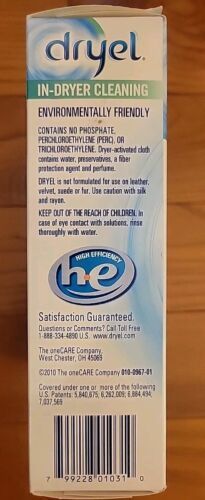 dryel®
IN-DRYER CLEANING
ENVIRONMENTALLY FRIENDLY
CONTAINS NO PHOSPHATE,
PERCHLOROETHYLENE (PERC), OR
TRICHLOROETHYLENE. Dryer-activated cloth
contains water, preservatives, a fiber
protection agent and perfume.
DRYEL is not formulated for use on leather,
velvet, suede or fur. Use caution with silk
and rayon.
KEEP OUT OF THE REACH OF CHILDREN. In
case of eye contact with solutions, rinse
thoroughly with water.
HIGH EFFICIENCY
he
Satisfaction Guaranteed.
Questions or Comments? Call Toll Free
1-888-334-4890 Or www.dryel.com
The oneCARE Company
West Chester, OH 45069
©2010 The oneCARE Company 010-0967-01
Covered under one or more of the following
U.S. Patents: 5,840,675; 6,262,009; 6,884,494;
7,037,569
7 99228 01031 0